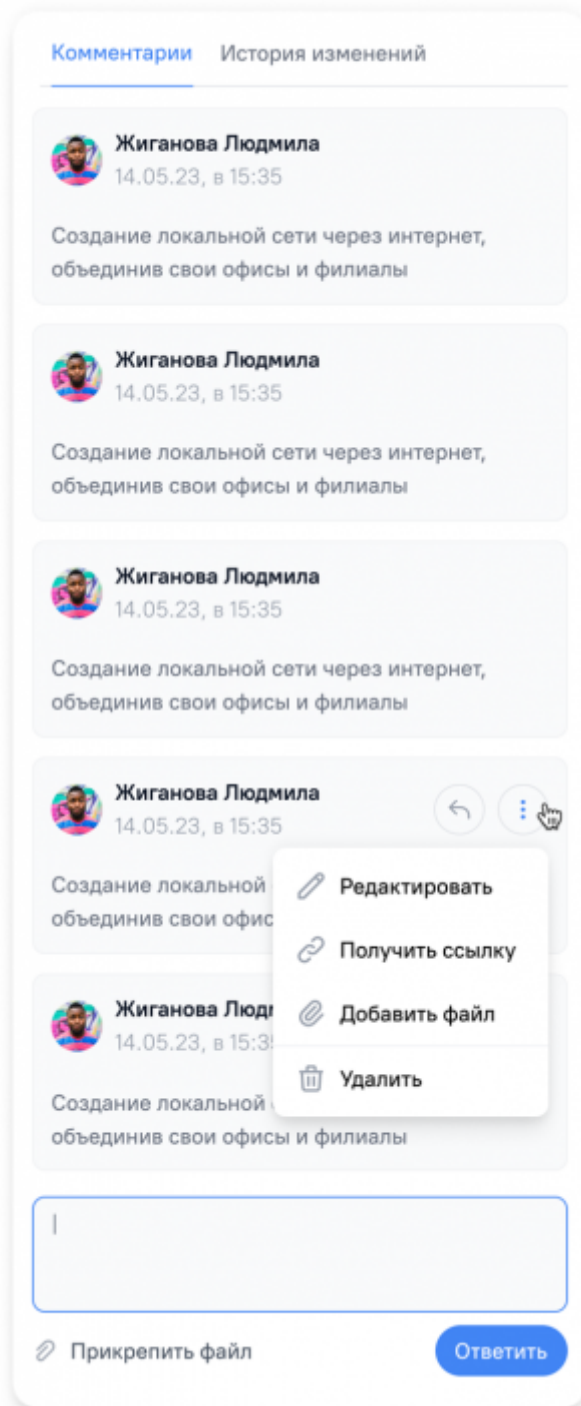 Комментарии История изменений
Жиганова Людмила
14.05.23, в 15:35
Создание локальной сети через интернет,
объединив свои офисы и филиалы
Жиганова Людмила
14.05.23, в 15:35
Создание локальной сети через интернет,
объединив свои офисы и филиалы
Жиганова Людмила
14.05.23, в 15:35
Создание локальной сети через интернет,
объединив свои офисы и филиалы
Жиганова Людмила
14.05.23, в 15:35
Создание локальной
объединив свои
Редактировать
Получить ссылку
Добавить файл
Удалить
Жиганова
14.05.23, в
Создание локальной
объединив свои офисы и филиалы
Прикрепить файл
Ответить